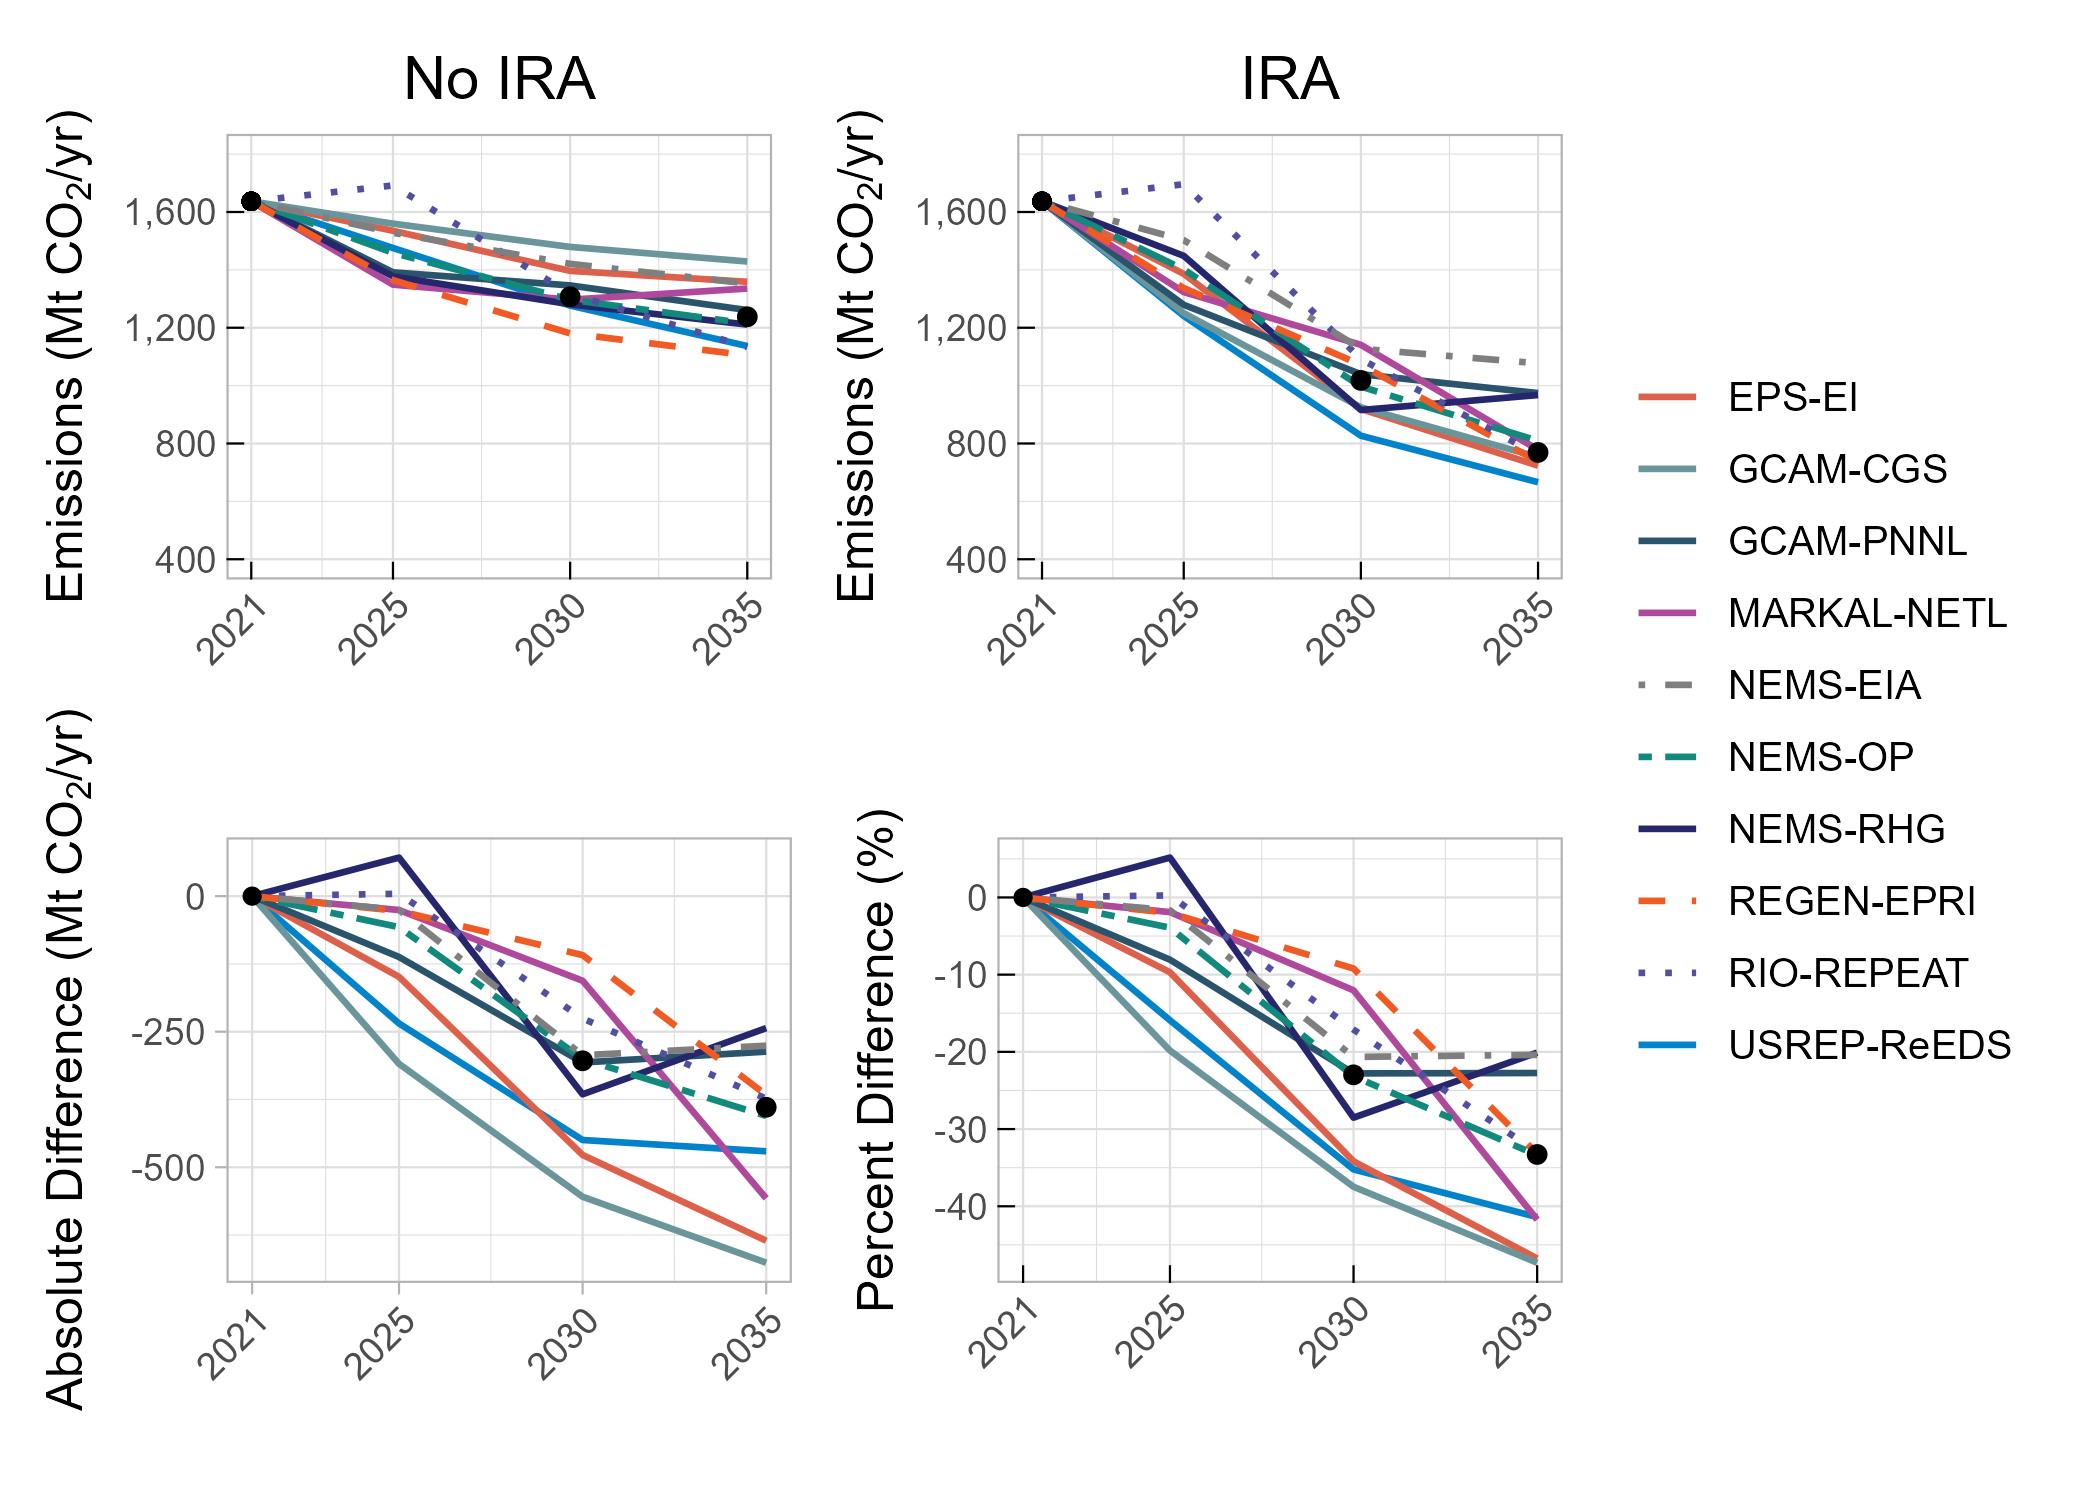 No IRA
IRA
Emissions (Mt CO₂/yr)
1,600
1,200
800
400
2021
2025
2030
2035
Emissions (Mt CO₂/yr)
1,600
1,200
800
400
2021
2025
2030
2035
Absolute Difference (Mt CO₂/yr)
0
-250
-500
2021
2025
2030
2035
Percent Difference (%)
0
-10
-20
-30
-40
2021
2025
2030
2035
EPS-EI
GCAM-CGS
GCAM-PNNL
MARKAL-NETL
NEMS-EIA
NEMS-OP
NEMS-RHG
REGEN-EPRI
RIO-REPEAT
USREP-ReEDS